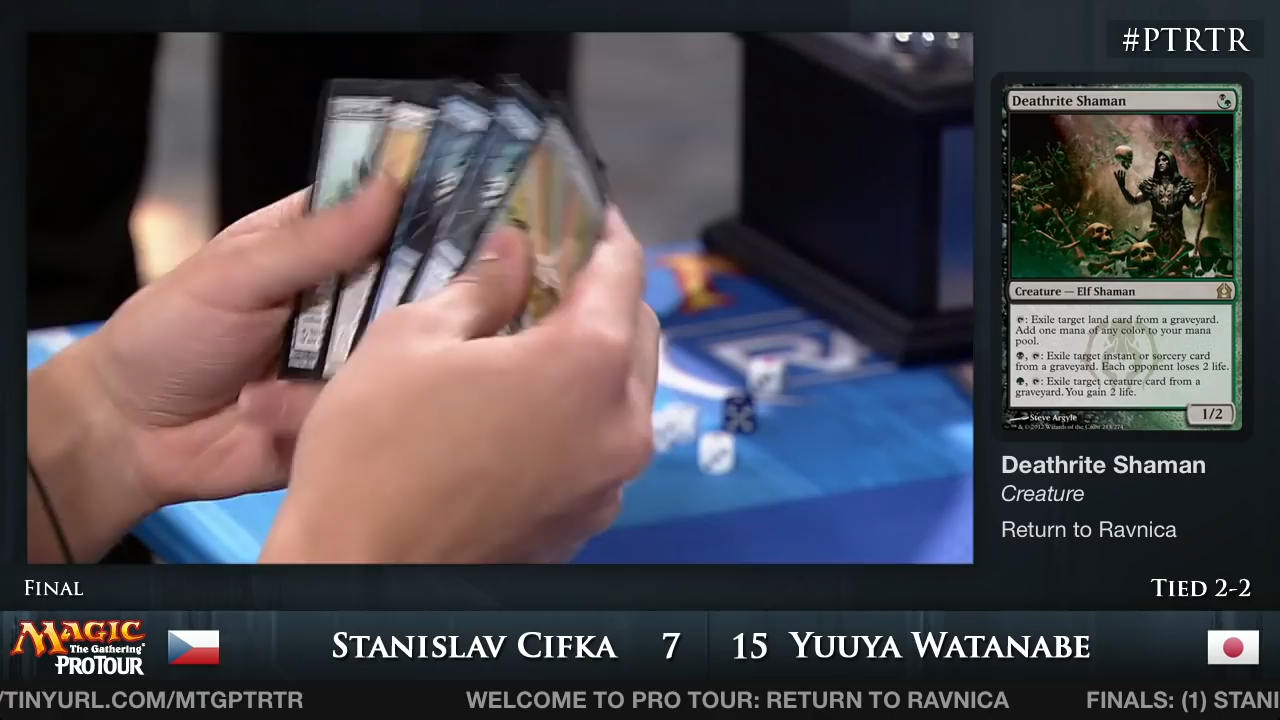 #PTRTR
Deathrite Shaman
Creature — Elf Shaman
: Exile target land card from a graveyard.
Add one mana of any color to your mana
pool.
, : Exile target instant or sorcery card
from a graveyard. Each opponent loses 2 life.
, : Exile target creature card from a
graveyard. You gain 2 life.
1/2
Steve Argyle
Deathrite Shaman
Creature
Return to Ravnica
FINAL
TIED 2-2
MAGIC
The Gathering
PROTOUR
STANISLAV CIFKA 7 15 YUUYA WATANABE
/TINYURL.COM/MTGPTRTR WELCOME TO PRO TOUR: RETURN TO RAVNICA FINALS: (1) STANI